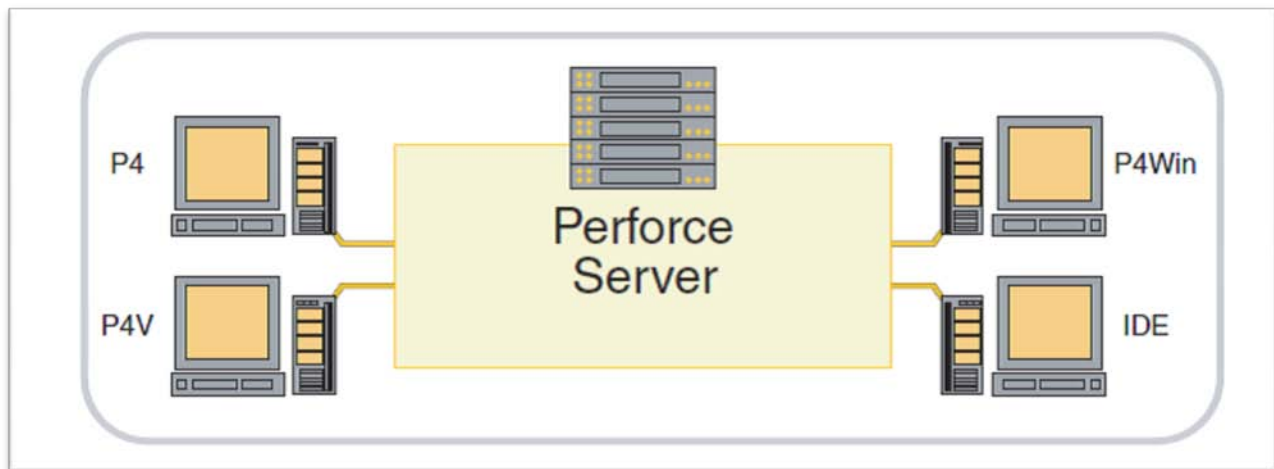 P4
P4V
Perforce
Server
P4Win
IDE